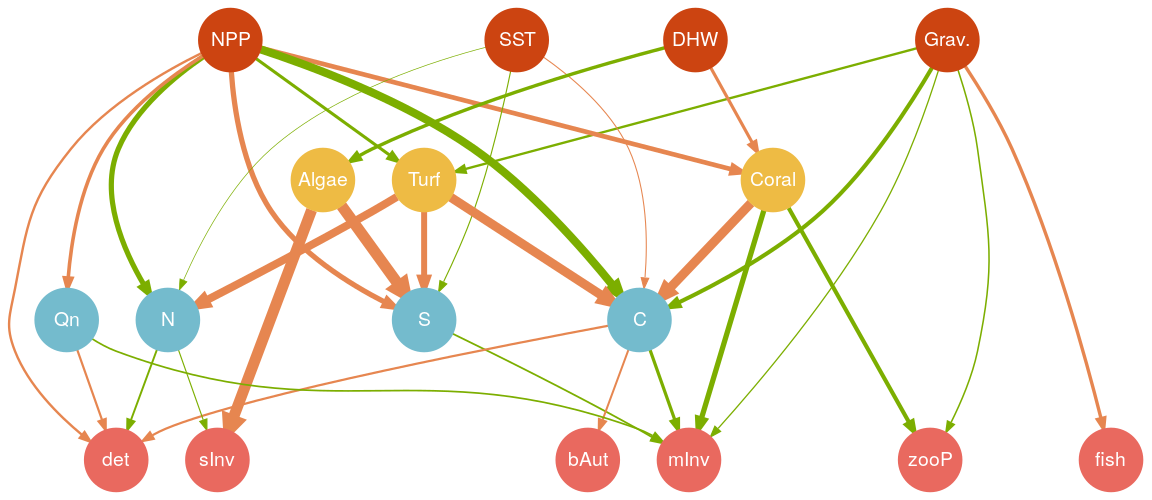 NPP SST DHW Grav.
Algae Turf Coral
Qn N S C
det sInv bAut mInv zooP fish